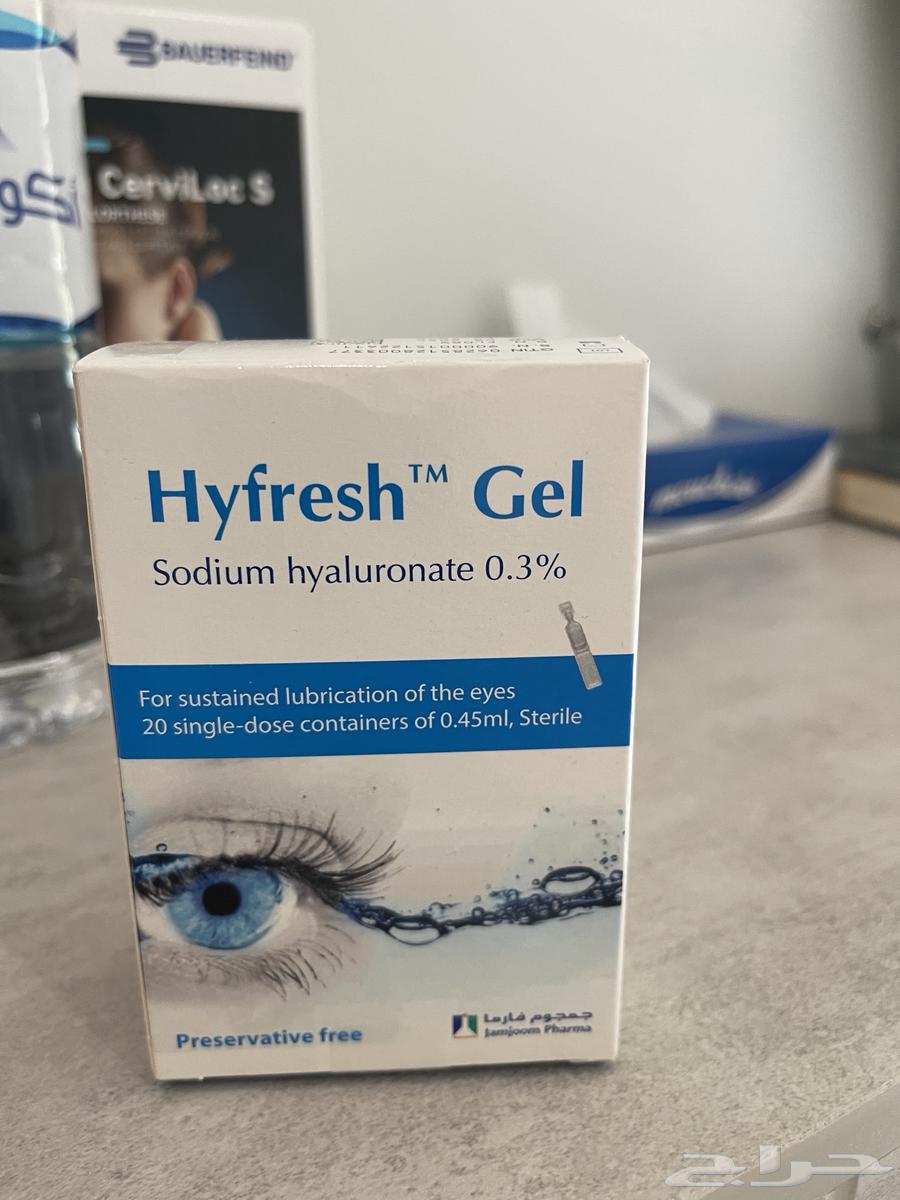 BAUERFEIND
CerviLoc S
Hyfresh™ Gel
Sodium hyaluronate 0.3%
For sustained lubrication of the eyes
20 single-dose containers of 0.45ml, Sterile
Preservative free
جمجوم فارما
Jamjoom Pharma
حراج